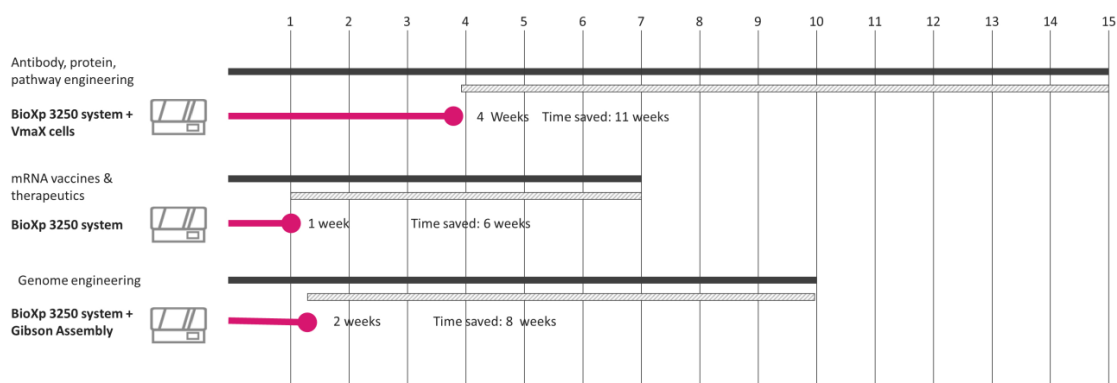 1 2 3 4 5 6 7 8 9 10 11 12 13 14 15
Antibody, protein,
pathway engineering
BioXp 3250 system +
VmaX cells
4 Weeks Time saved: 11 weeks
mRNA vaccines &
therapeutics
BioXp 3250 system
1 week Time saved: 6 weeks
Genome engineering
BioXp 3250 system +
Gibson Assembly
2 weeks Time saved: 8 weeks